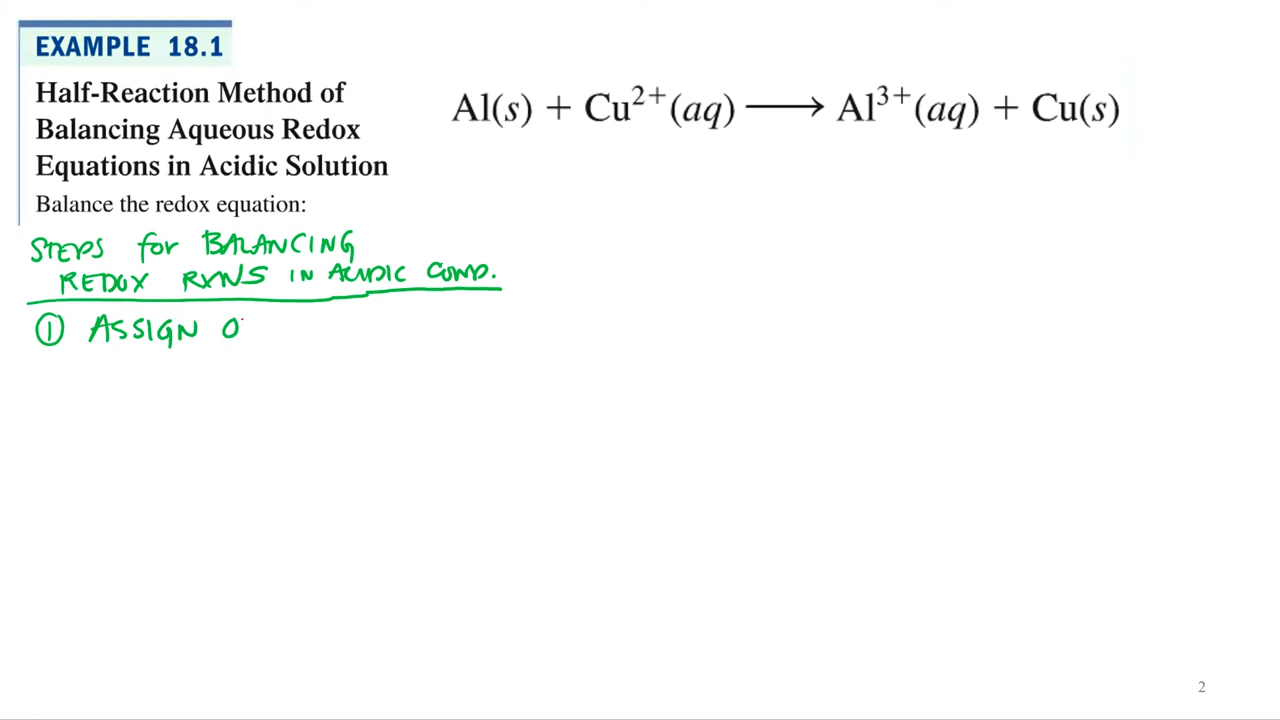 EXAMPLE 18.1
Half-Reaction Method of
Balancing Aqueous Redox
Equations in Acidic Solution
Balance the redox equation:
Al(s) + Cu²⁺(aq) ⟶ Al³⁺(aq) + Cu(s)
STEPS for BALANCING
REDOX RXNS IN ACIDIC COND.
① ASSIGN O
2